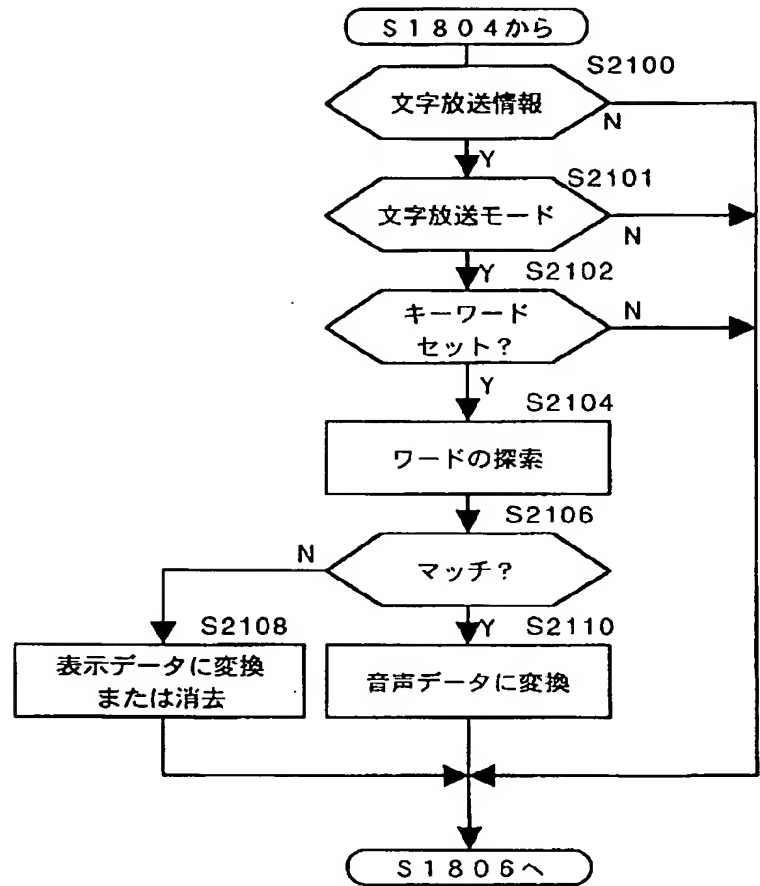 S1804から
S2100
文字放送情報
N
Y
S2101
文字放送モード
N
Y
S2102
キーワード
セット？
N
Y
S2104
ワードの探索
S2106
N
マッチ？
S2108
Y
S2110
表示データに変換
または消去
音声データに変換
S1806へ